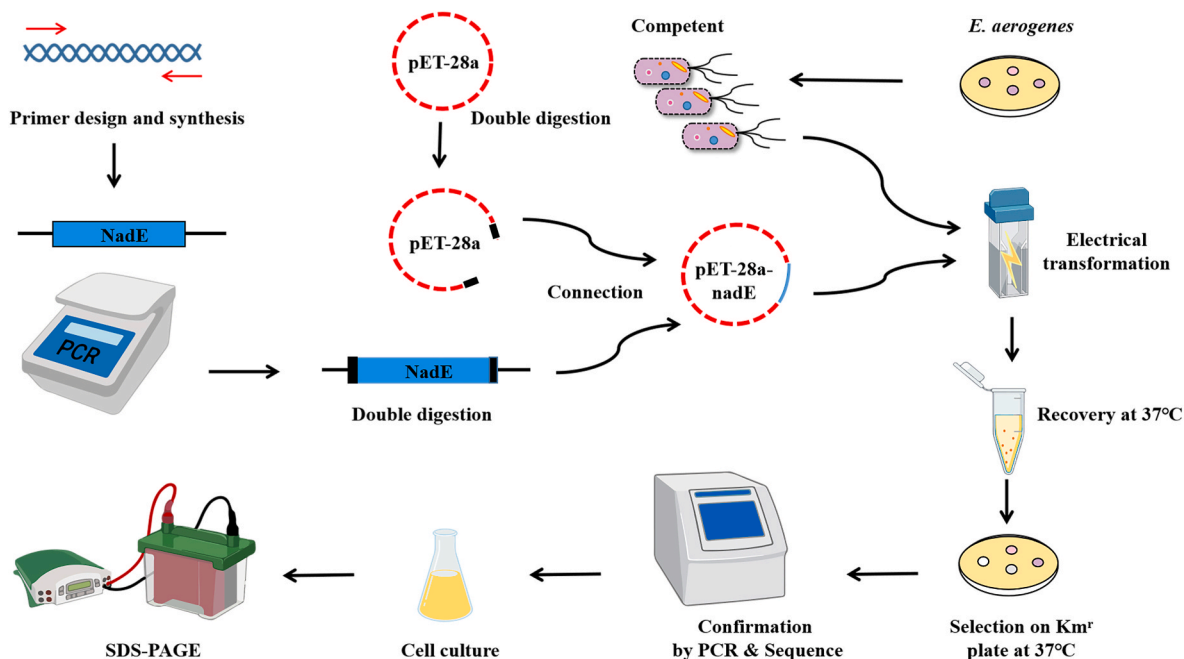 Primer design and synthesis
NadE
PCR
pET-28a
Double digestion
pET-28a
Connection
NadE
Double digestion
pET-28a-
nadE
Competent
E. aerogenes
Electrical
transformation
Recovery at 37°C
Selection on Kmʳ
plate at 37°C
Confirmation
by PCR & Sequence
Cell culture
SDS-PAGE